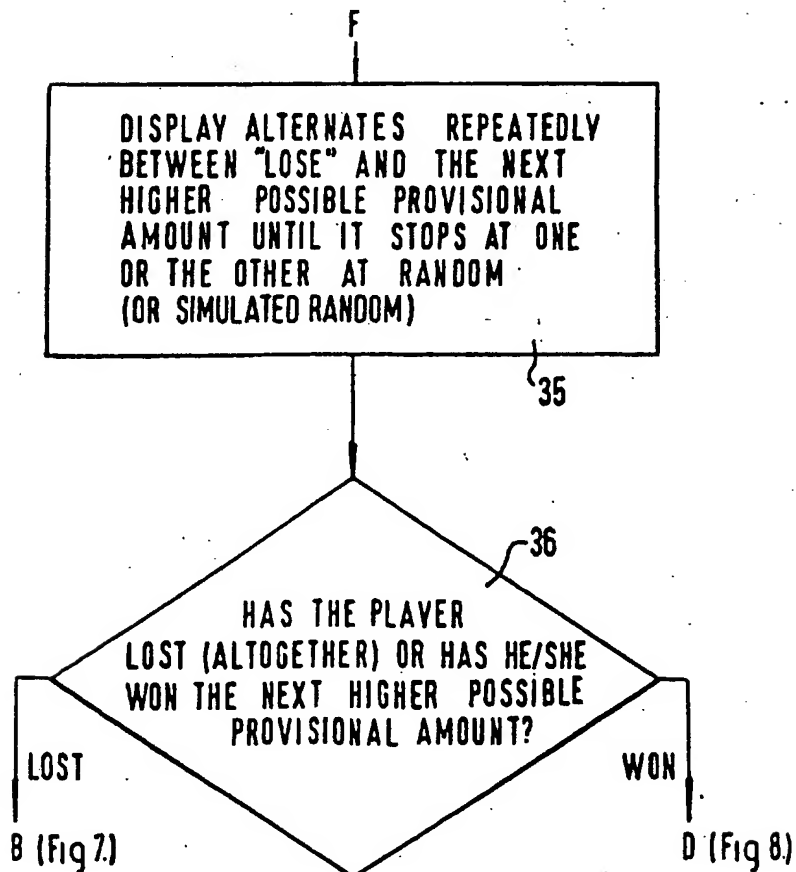 F
DISPLAY ALTERNATES REPEATEDLY
BETWEEN "LOSE" AND THE NEXT
HIGHER POSSIBLE PROVISIONAL
AMOUNT UNTIL IT STOPS AT ONE
OR THE OTHER AT RANDOM
(OR SIMULATED RANDOM)
35
36
HAS THE PLAYER
LOST (ALTOGETHER) OR HAS HE/SHE
WON THE NEXT HIGHER POSSIBLE
PROVISIONAL AMOUNT?
LOST
WON
B (Fig 7.)
D (Fig 8.)